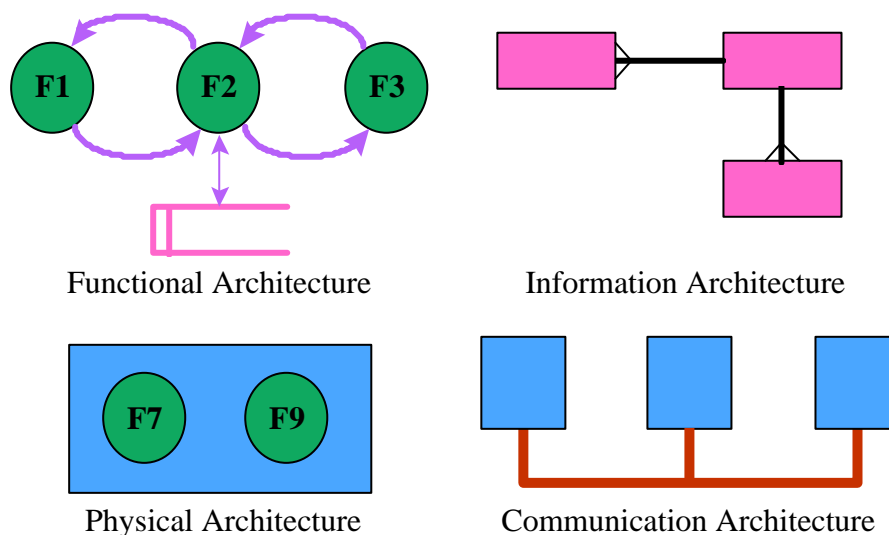 F1 F2 F3
Functional Architecture
Information Architecture
F7 F9
Physical Architecture
Communication Architecture